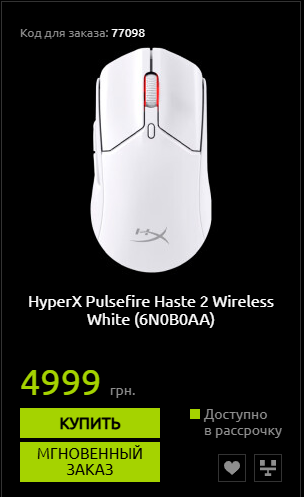 Код для заказа: 77098
HyperX Pulsefire Haste 2 Wireless
White (6N0B0AA)
4999 грн.
КУПИТЬ
МГНОВЕННЫЙ
ЗАКАЗ
Доступно
в рассрочку